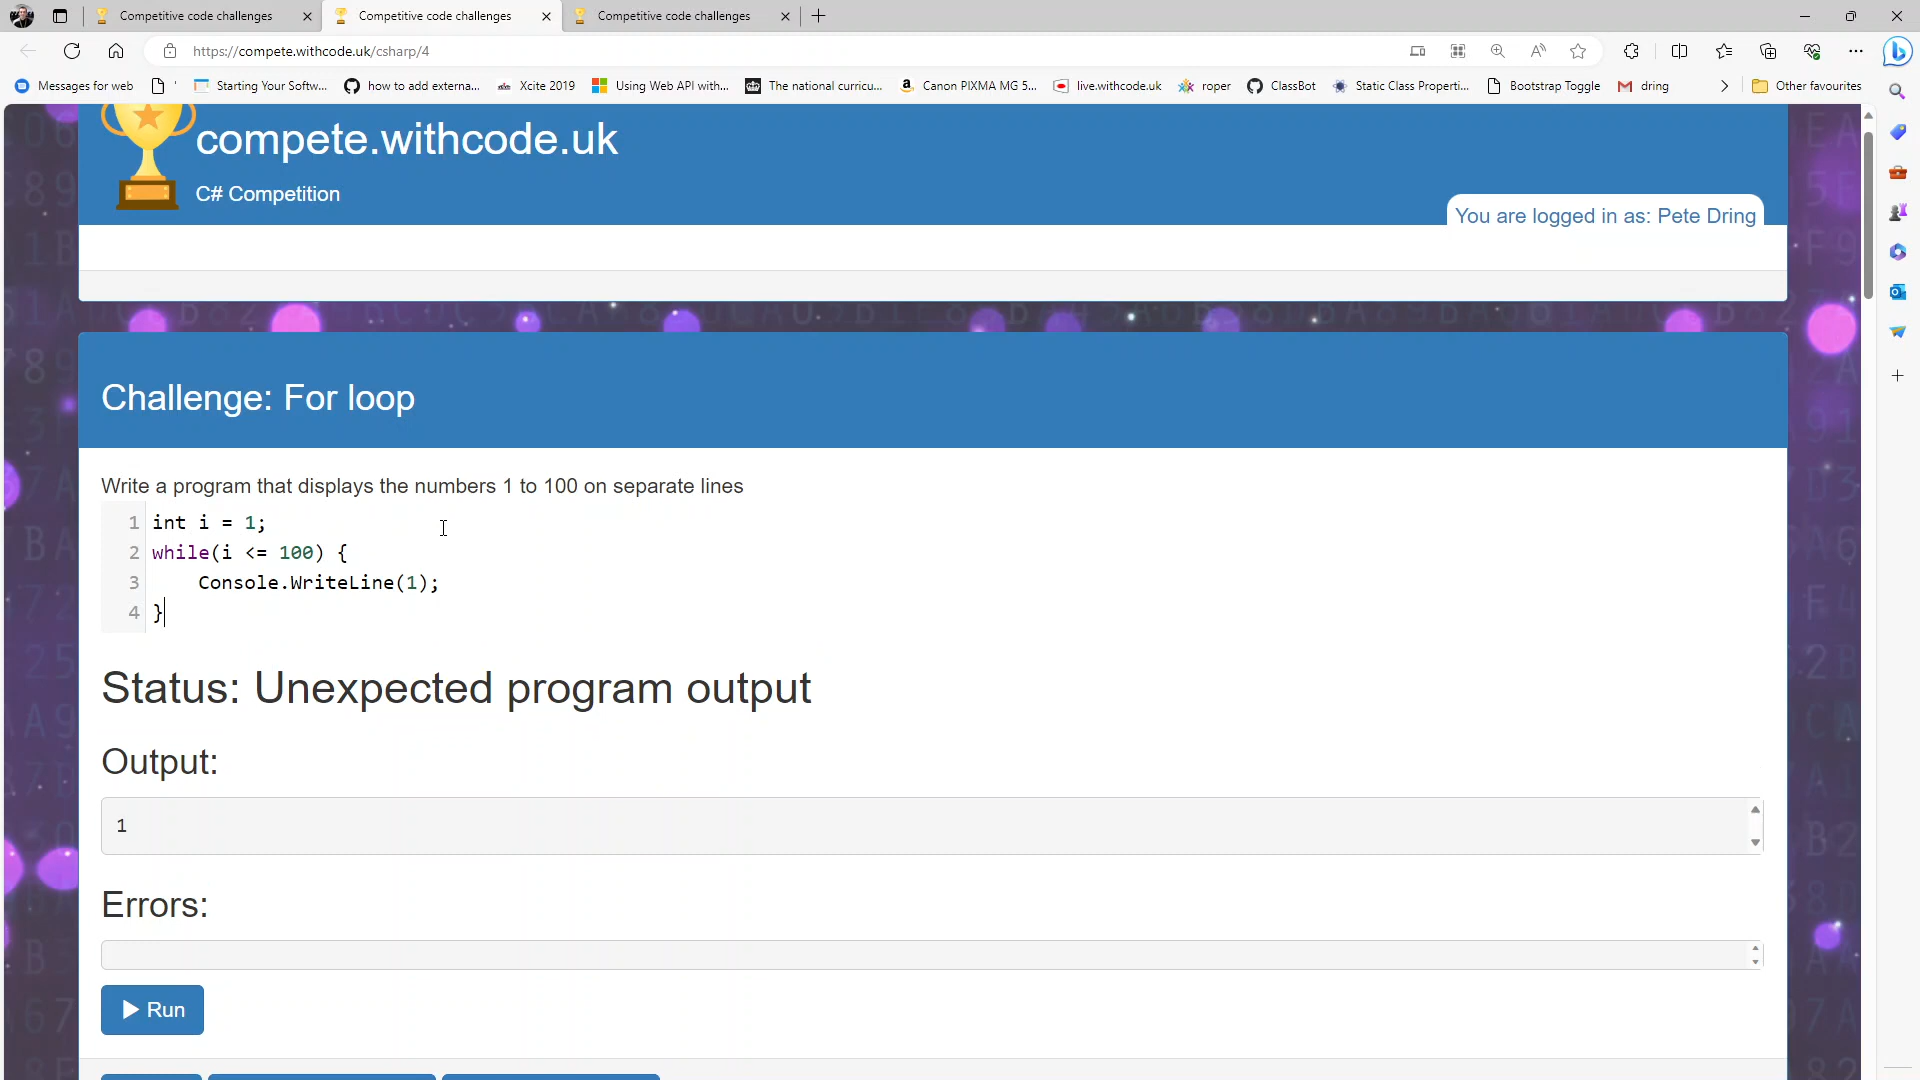 Competitive code challenges
Competitive code challenges
Competitive code challenges
https://compete.withcode.uk/csharp/4
Messages for web
'
Starting Your Softw...
how to add externa...
Xcite 2019
Using Web API with...
The national curricu...
Canon PIXMA MG 5...
live.withcode.uk
roper
ClassBot
Static Class Properti...
Bootstrap Toggle
dring
Other favourites
compete.withcode.uk
C# Competition
You are logged in as: Pete Dring
Challenge: For loop
Write a program that displays the numbers 1 to 100 on separate lines
1 int i = 1;
2 while(i <= 100) {
3 Console.WriteLine(1);
4 }
Status: Unexpected program output
Output:
1
Errors:
Run